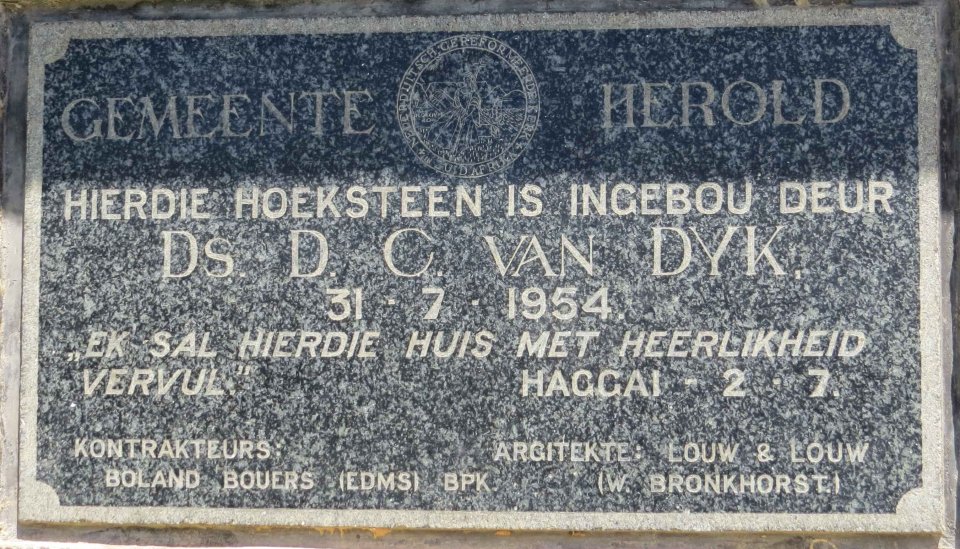 GEMEENTE HEROLD
HIERDIE HOEKSTEEN IS INGEBOU DEUR
Ds. D. C. VAN DYK,
31 - 7 - 1954.
„EK SAL HIERDIE HUIS MET HEERLIKHEID
VERVUL." HAGGAI - 2 - 7.
KONTRAKTEURS: ARGITEKTE: LOUW & LOUW
BOLAND BOUERS (EDMS) BPK. (W. BRONKHORST.)